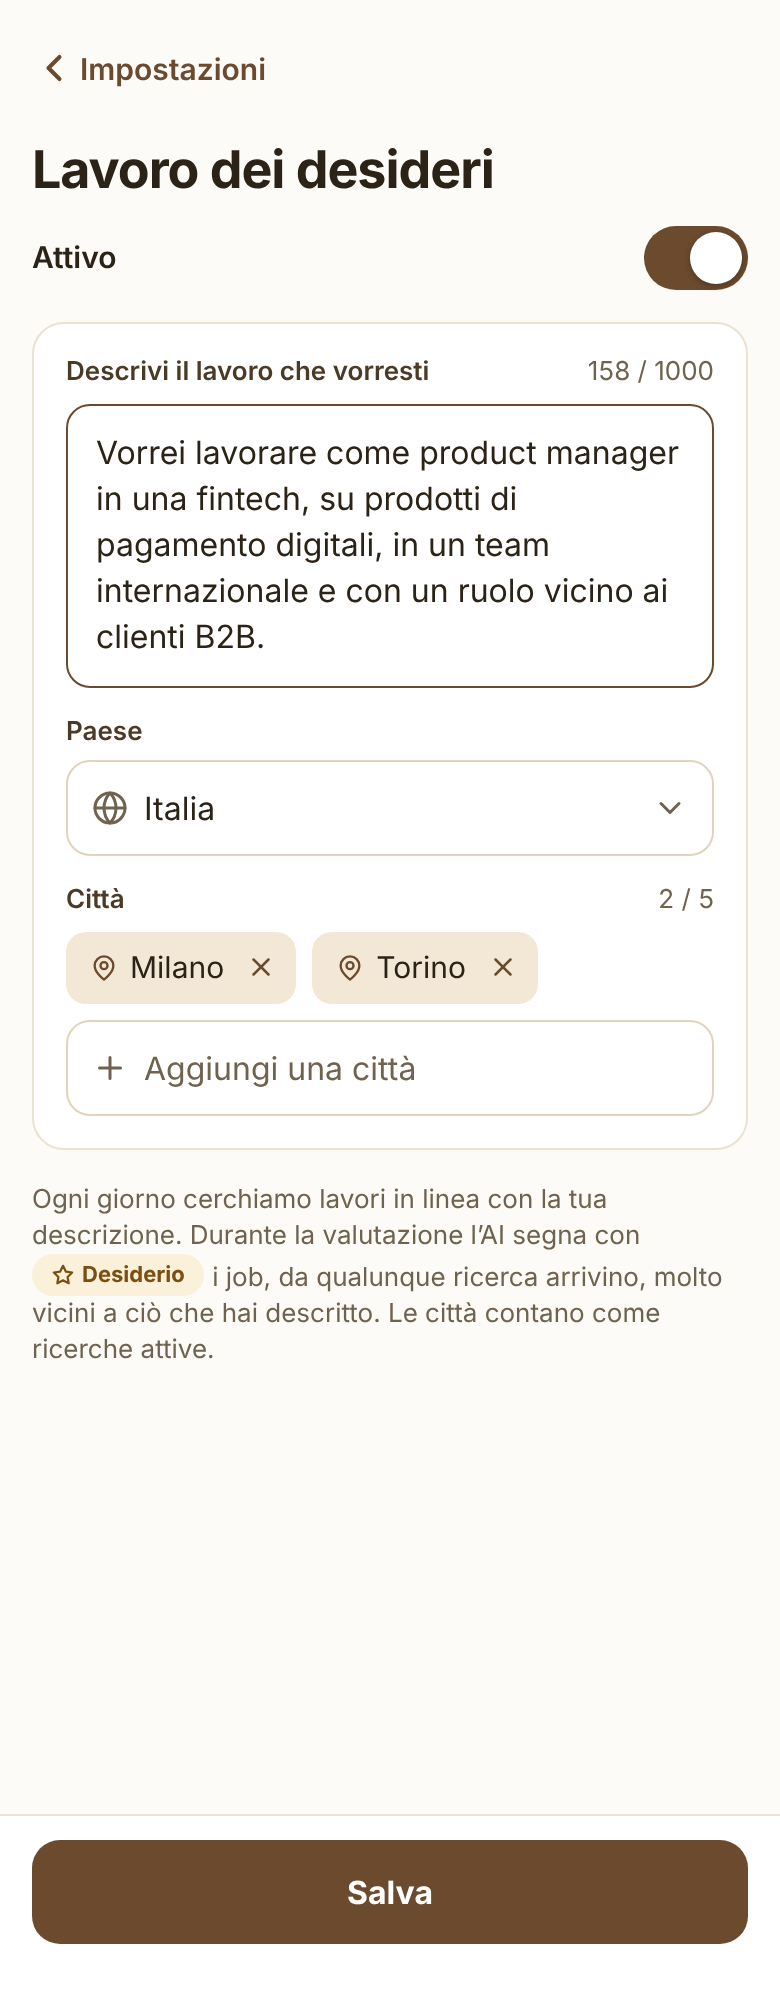 Impostazioni
Lavoro dei desideri
Attivo
Descrivi il lavoro che vorresti 158 / 1000
Vorrei lavorare come product manager
in una fintech, su prodotti di
pagamento digitali, in un team
internazionale e con un ruolo vicino ai
clienti B2B.
Paese
Italia
Città 2 / 5
Milano Torino
Aggiungi una città
Ogni giorno cerchiamo lavori in linea con la tua
descrizione. Durante la valutazione l’AI segna con
Desiderio i job, da qualunque ricerca arrivino, molto
vicini a ciò che hai descritto. Le città contano come
ricerche attive.
Salva